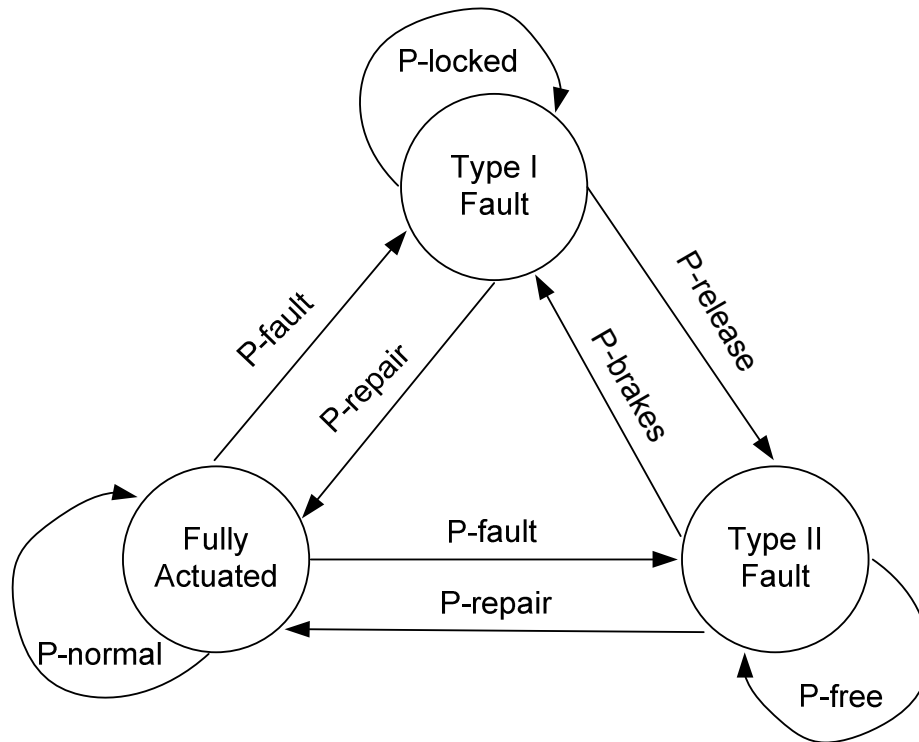 P-locked
Type I
Fault
P-fault
P-repair
P-brakes
P-release
Fully
Actuated
P-fault
P-repair
Type II
Fault
P-normal
P-free